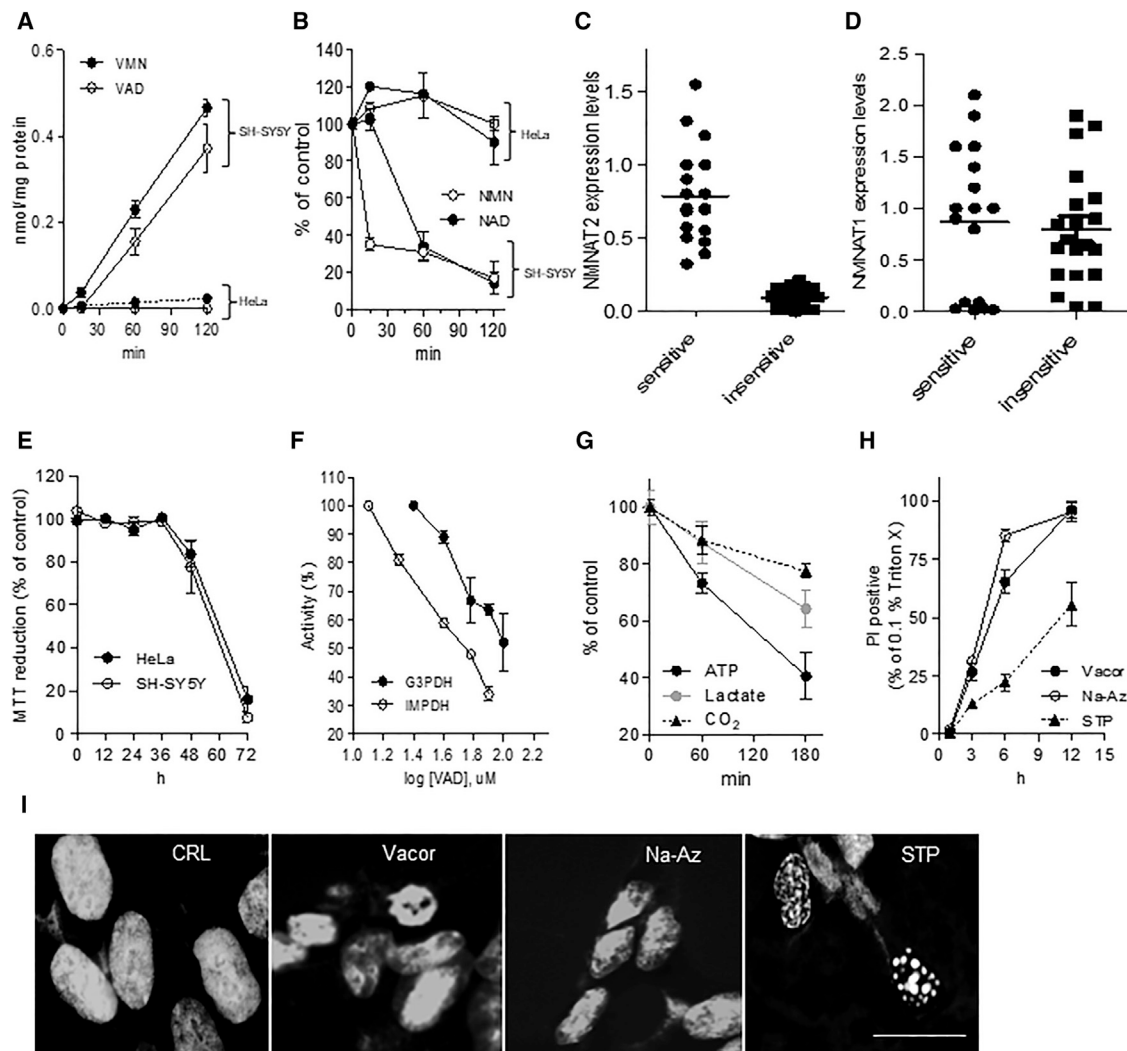 A
nmol/mg protein
0.6
0.4
0.2
0.0
VMN
VAD
SH-SY5Y
HeLa
0 30 60 90 120
min
B
% of control
140
120
100
80
60
40
20
0
HeLa
NMN
NAD
SH-SY5Y
0 30 60 90 120
min
C
NMNAT2 expression levels
2.0
1.5
1.0
0.5
0.0
sensitive
insensitive
D
NMNAT1 expression levels
2.5
2.0
1.5
1.0
0.5
0.0
sensitive
insensitive
E
MTT reduction (% of control)
120
100
80
60
40
20
0
HeLa
SH-SY5Y
0 12 24 36 48 72
h
F
Activity (%)
110
100
90
80
70
60
50
40
30
20
G3PDH
IMPDH
1.0 1.2 1.4 1.6 1.8 2.0 2.2
log [VAD], uM
G
% of control
100
80
60
40
20
ATP
Lactate
CO₂
0 60 120 180
min
H
PI positive
(% of 0.1 % Triton X)
100
75
50
25
0
Vacor
Na-Az
STP
0 3 6 9 12 15
h
I
CRL
Vacor
Na-Az
STP